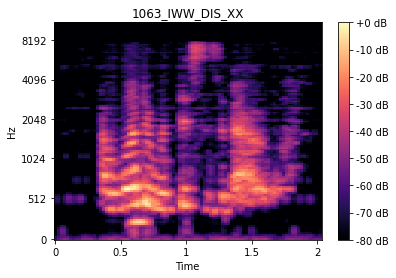 1063_IWW_DIS_XX
8192
4096
2048
1024
512
0
Hz
0
0.5
1
1.5
2
Time
+0 dB
-10 dB
-20 dB
-30 dB
-40 dB
-50 dB
-60 dB
-70 dB
-80 dB